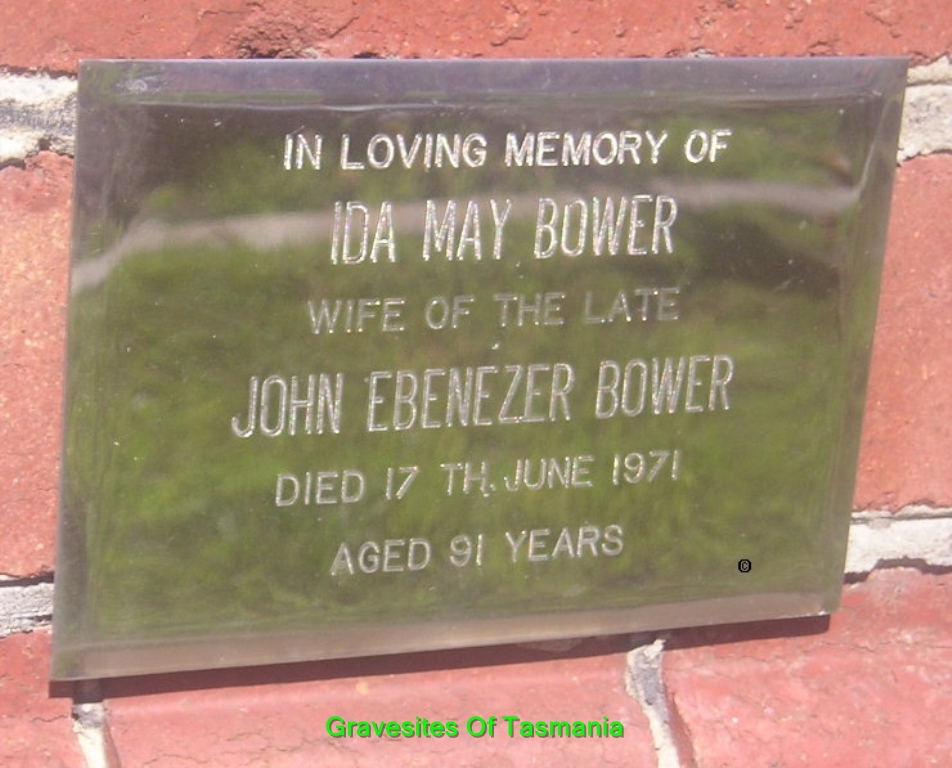 IN LOVING MEMORY OF
IDA MAY BOWER
WIFE OF THE LATE
JOHN EBENEZER BOWER
DIED 17 TH. JUNE 1971
AGED 91 YEARS
©
Gravesites Of Tasmania